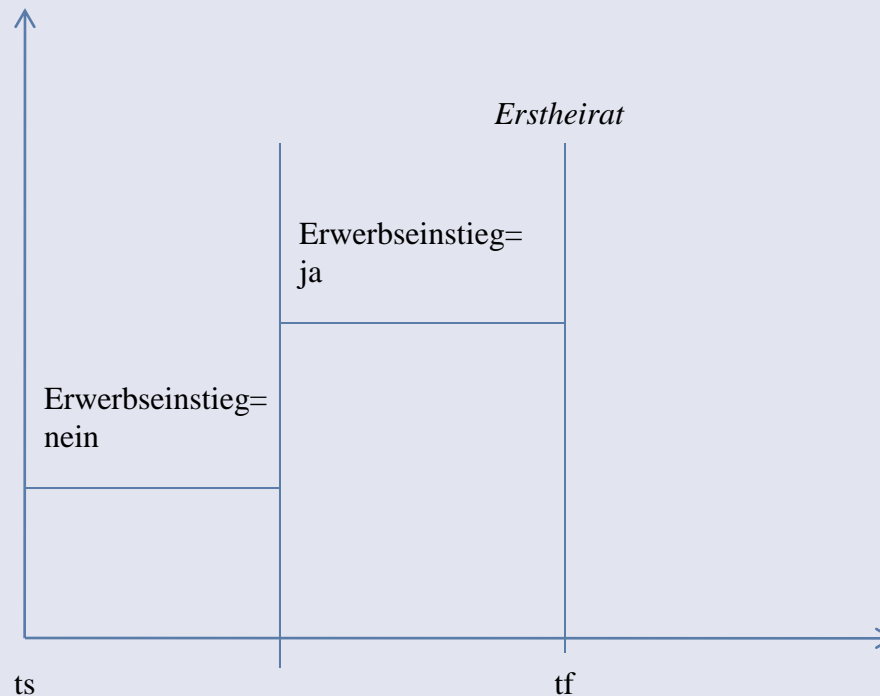 Erstheirat
Erwerbseinstieg=
ja
Erwerbseinstieg=
nein
ts
tf